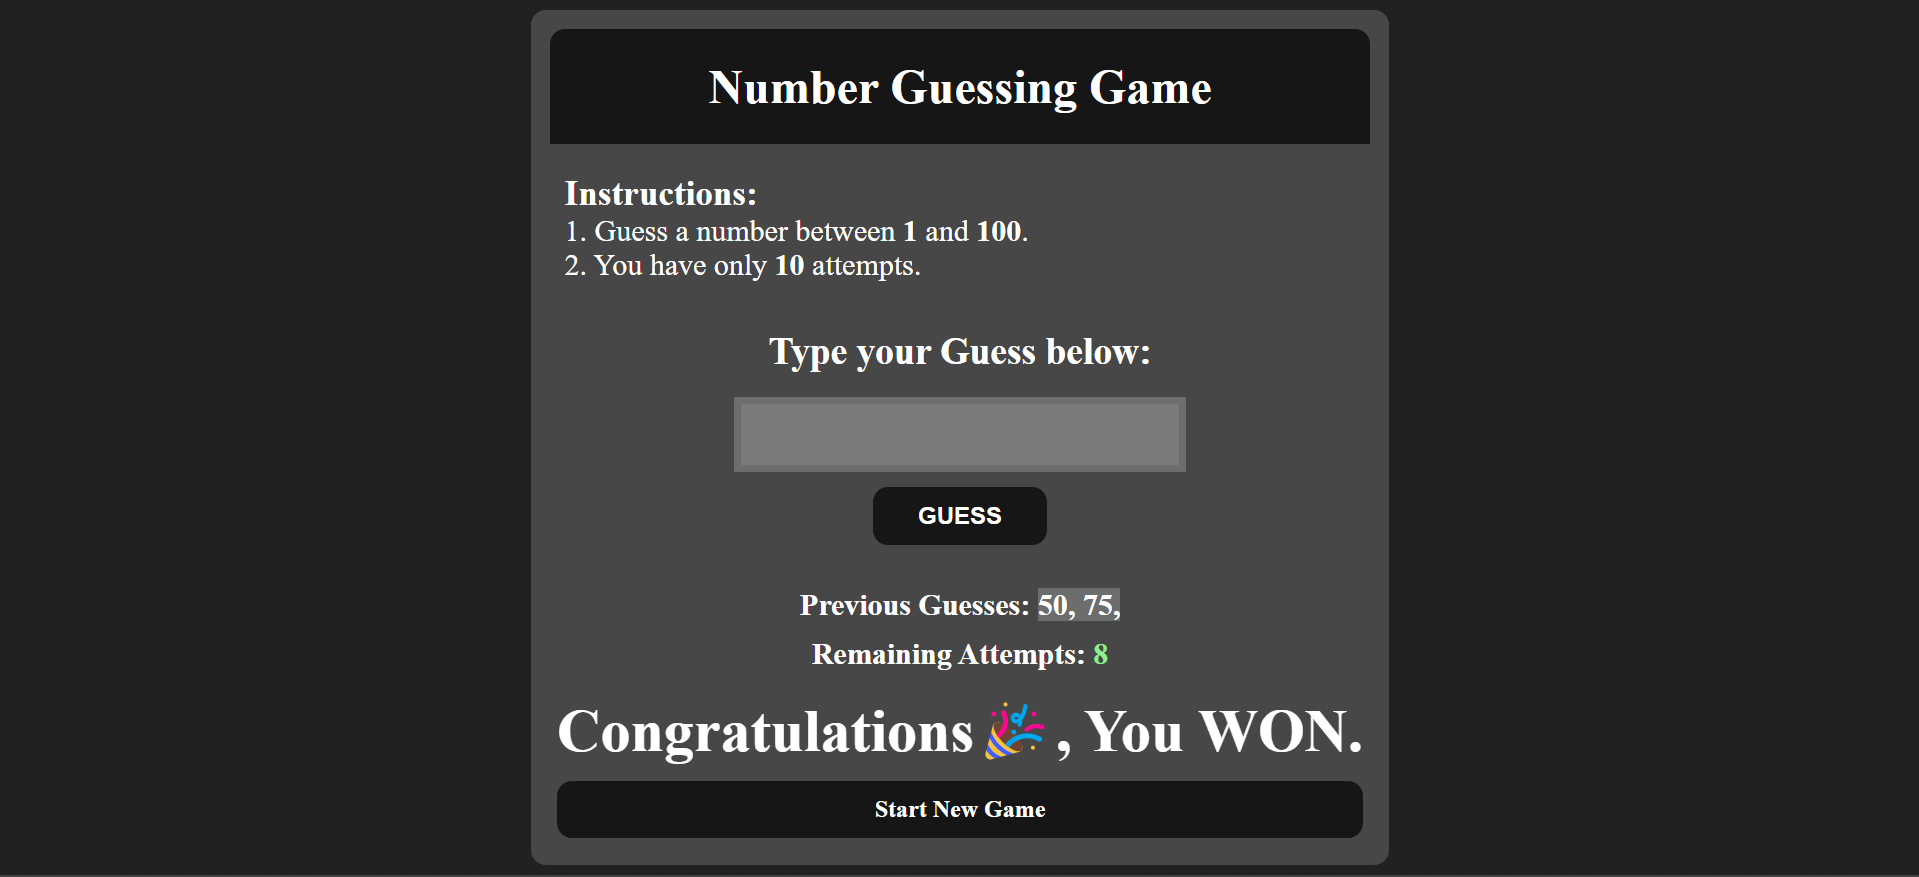 Number Guessing Game
Instructions:
1. Guess a number between 1 and 100.
2. You have only 10 attempts.
Type your Guess below:
GUESS
Previous Guesses: 50, 75,
Remaining Attempts: 8
Congratulations 🎉, You WON.
Start New Game